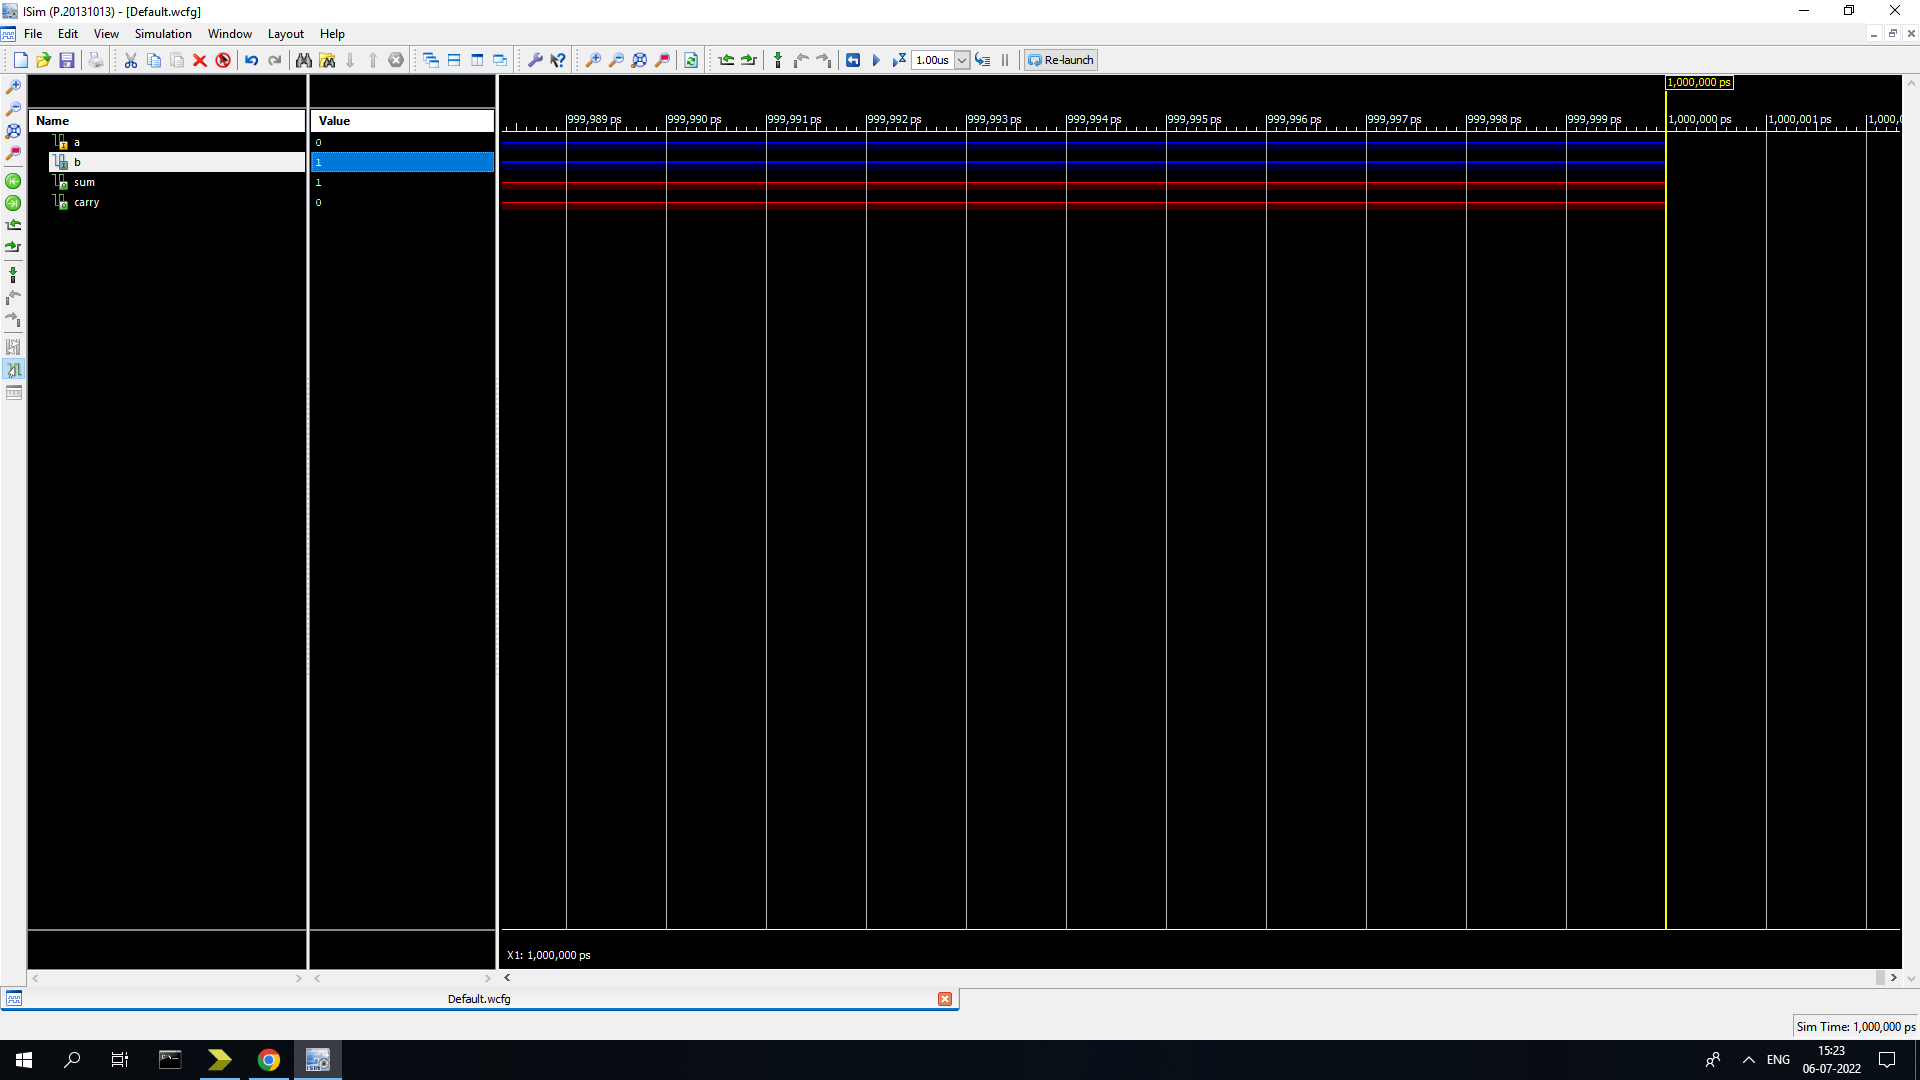 ISim (P.20131013) - [Default.wcfg]
File Edit View Simulation Window Layout Help
1.00us Re-launch
1,000,000 ps
Name Value
999,989 ps 999,990 ps 999,991 ps 999,992 ps 999,993 ps 999,994 ps 999,995 ps 999,996 ps 999,997 ps 999,998 ps 999,999 ps 1,000,000 ps 1,000,001 ps 1,000,0
a 0
b 1
sum 1
carry 0
X1: 1,000,000 ps
Default.wcfg
Sim Time: 1,000,000 ps
ENG
15:23
06-07-2022